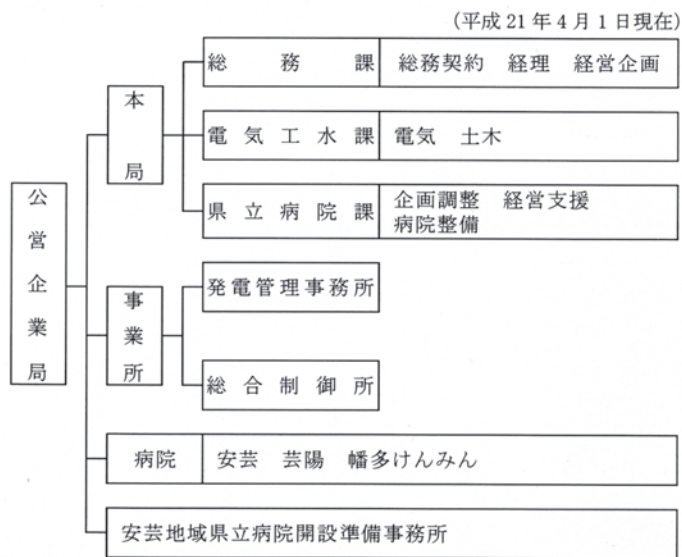 (平成21年4月1日現在)
公営企業局
本局
総務課 総務契約 経理 経営企画
電気工水課 電気 土木
県立病院課 企画調整 経営支援
病院整備
事業所
発電管理事務所
総合制御所
病院 安芸 芸陽 幡多けんみん
安芸地域県立病院開設準備事務所